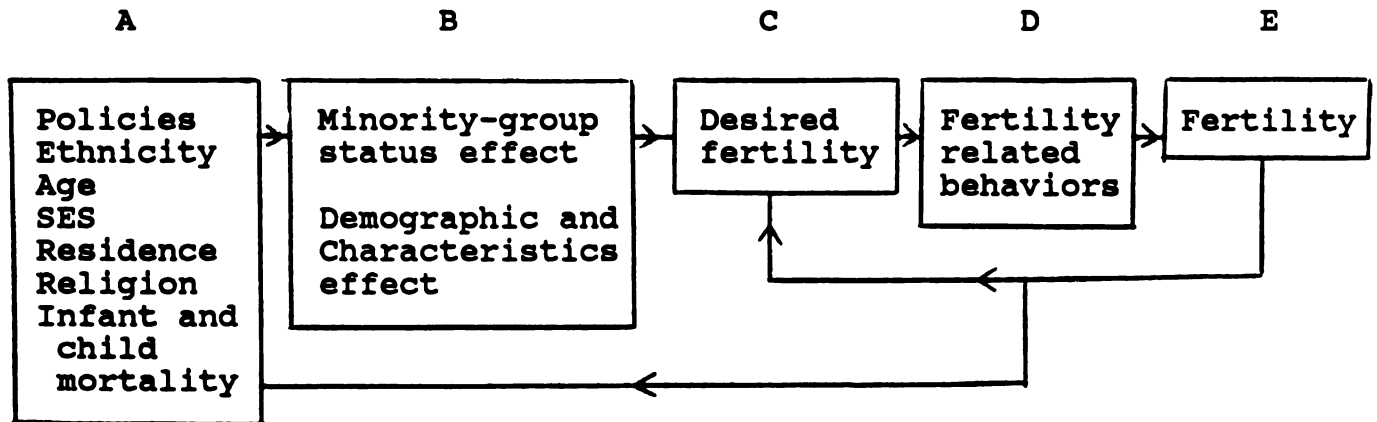 A B C D E
Policies
Ethnicity
Age
SES
Residence
Religion
Infant and
child
mortality
Minority-group
status effect
Demographic and
Characteristics
effect
Desired
fertility
Fertility
related
behaviors
Fertility